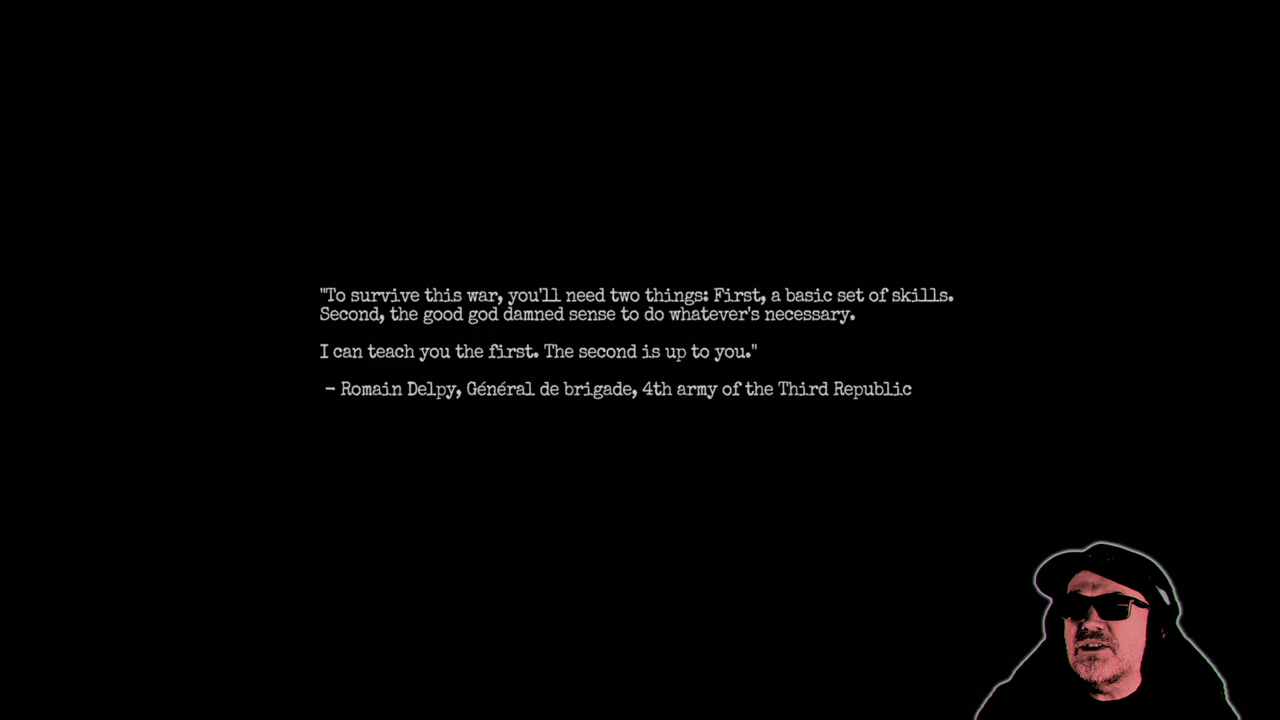 "To survive this war, you'll need two things: First, a basic set of skills.
Second, the good god damned sense to do whatever's necessary.
I can teach you the first. The second is up to you."
- Romain Delpy, Général de brigade, 4th army of the Third Republic